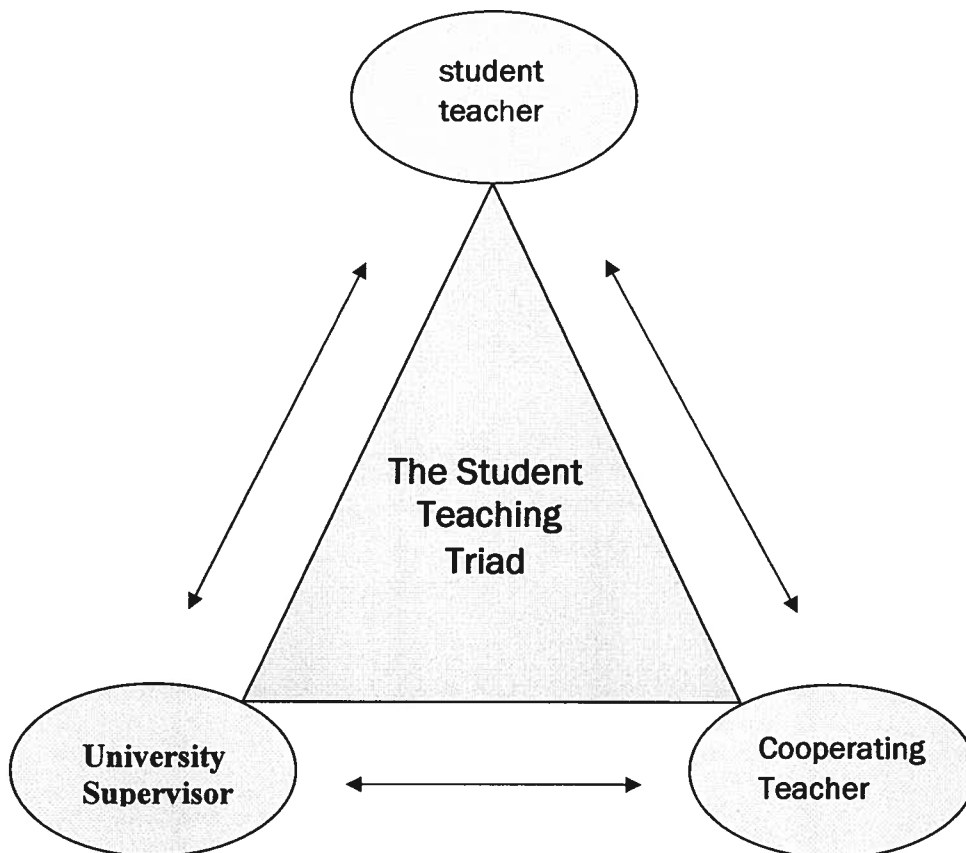 student
teacher
The Student
Teaching
Triad
University
Supervisor
Cooperating
Teacher